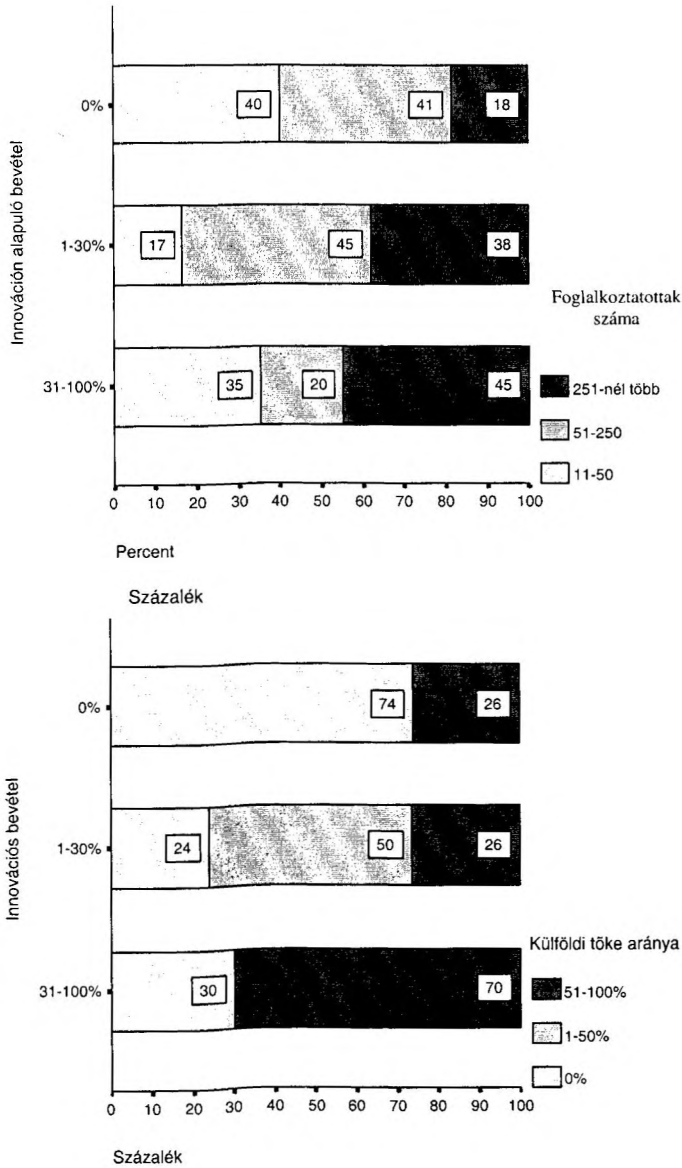 Innováción alapuló bevétel
0%
40
41
18
1-30%
17
45
38
31-100%
35
20
45
Foglalkoztatottak
száma
251-nél több
51-250
11-50
0 10 20 30 40 50 60 70 80 90 100
Percent
Százalék
Innovációs bevétel
0%
74
26
1-30%
24
50
26
31-100%
30
70
Külföldi tőke aránya
51-100%
1-50%
0%
0 10 20 30 40 50 60 70 80 90 100
Százalék